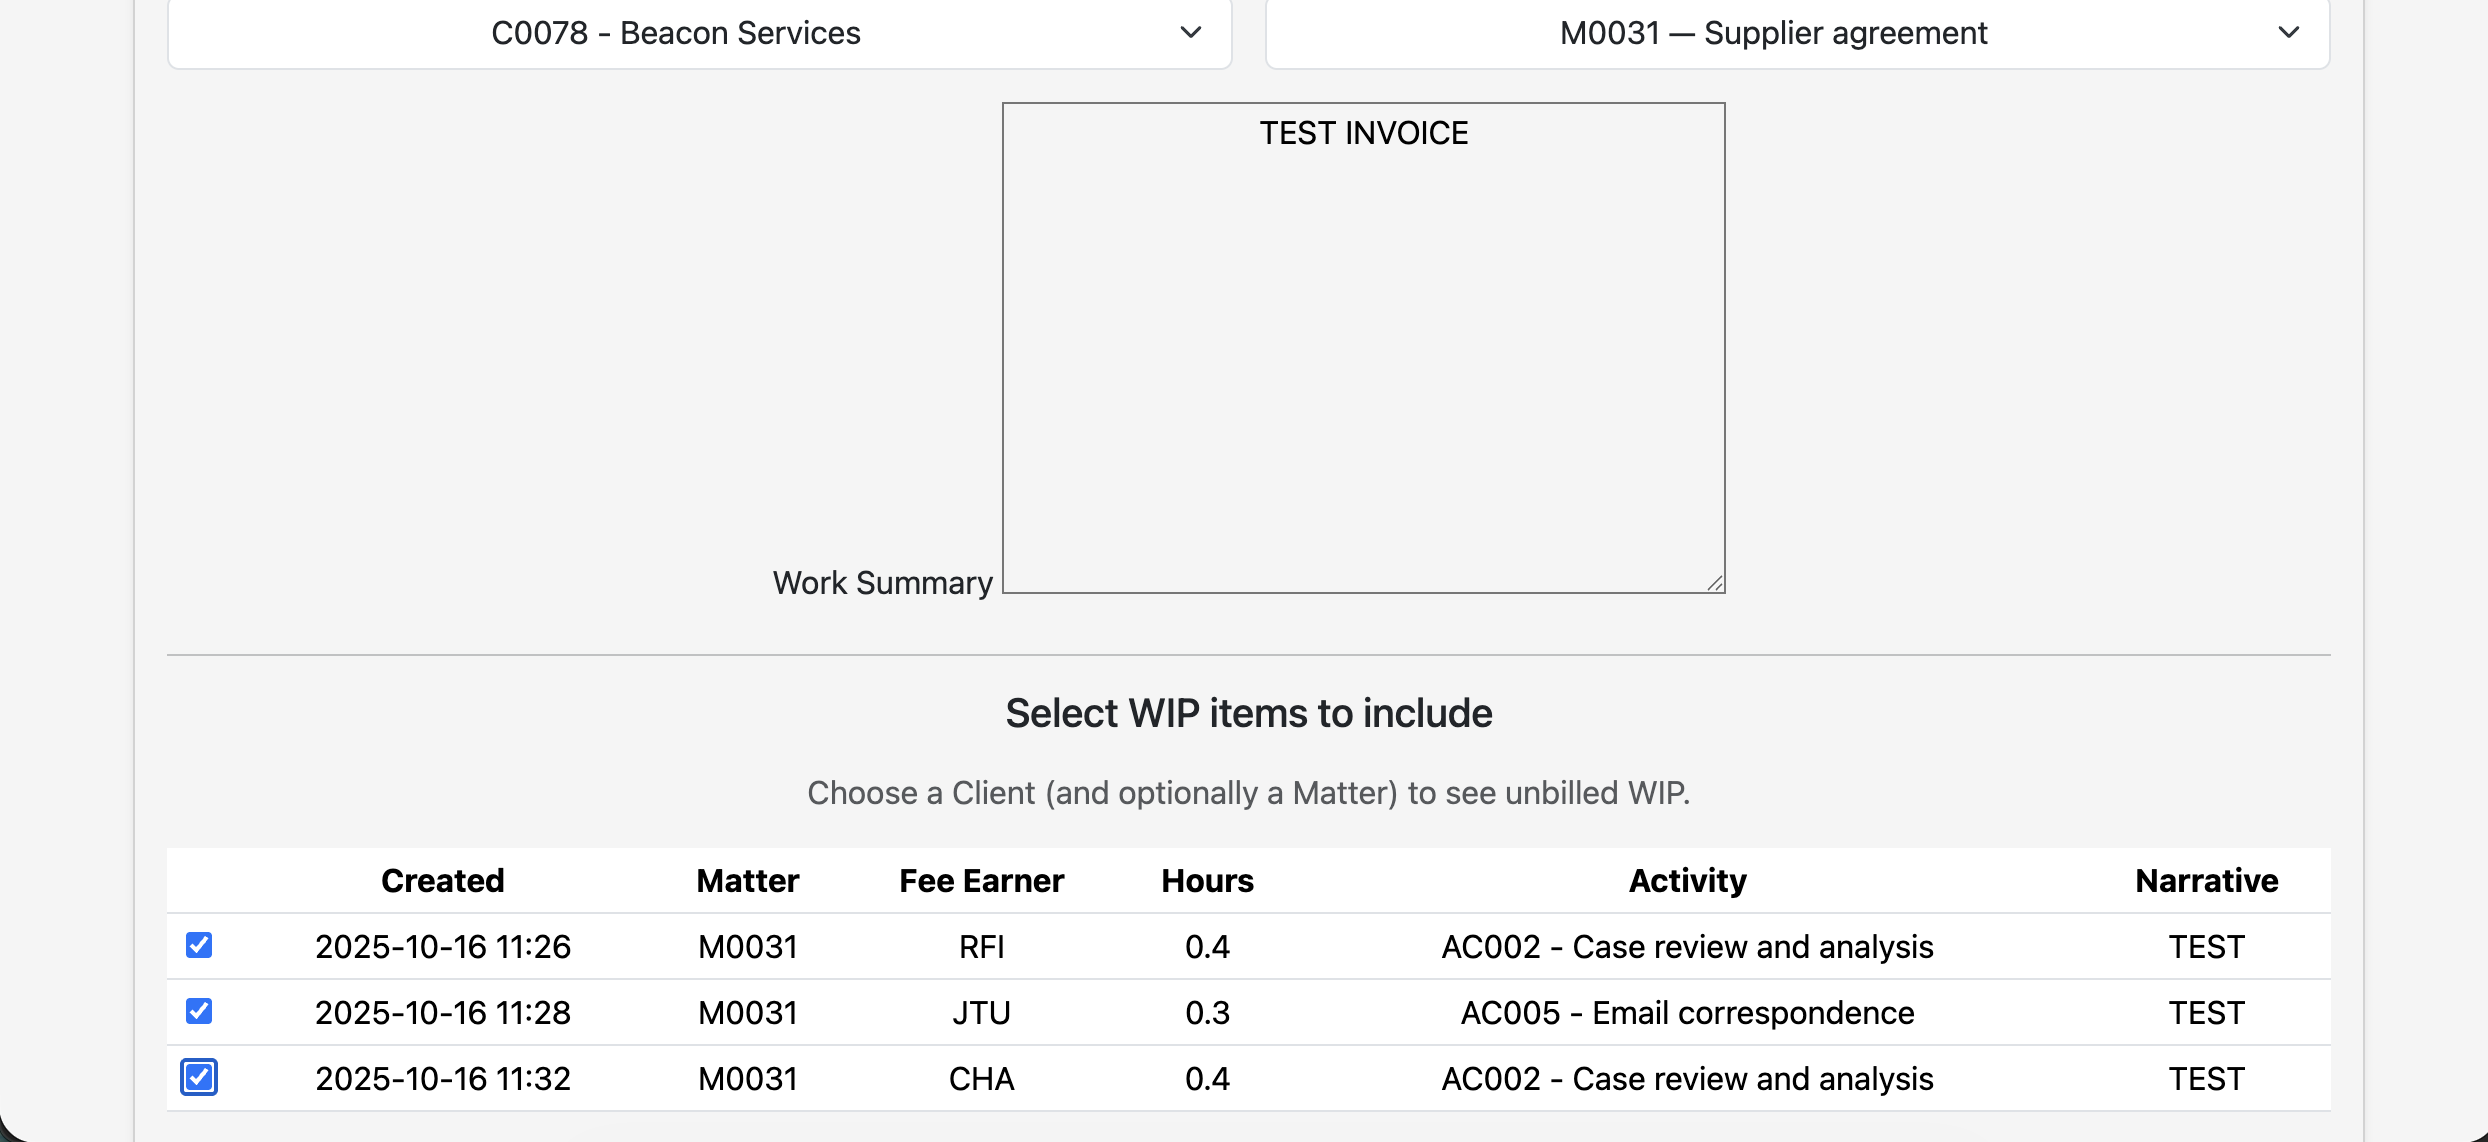 C0078 - Beacon Services
M0031 — Supplier agreement
TEST INVOICE
Work Summary
Select WIP items to include
Choose a Client (and optionally a Matter) to see unbilled WIP.
Created Matter Fee Earner Hours Activity Narrative
2025-10-16 11:26 M0031 RFI 0.4 AC002 - Case review and analysis TEST
2025-10-16 11:28 M0031 JTU 0.3 AC005 - Email correspondence TEST
2025-10-16 11:32 M0031 CHA 0.4 AC002 - Case review and analysis TEST